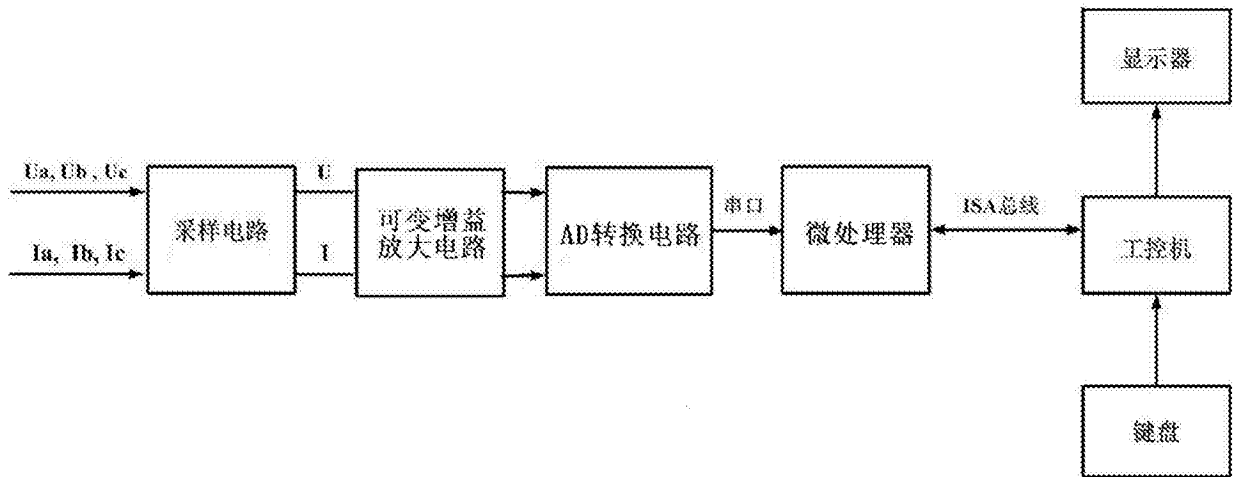 显示器
Ua, Ub, Uc
U
采样电路
可变增益
放大电路
AD转换电路
串口
微处理器
ISA总线
工控机
Ia, Ib, Ic
I
键盘